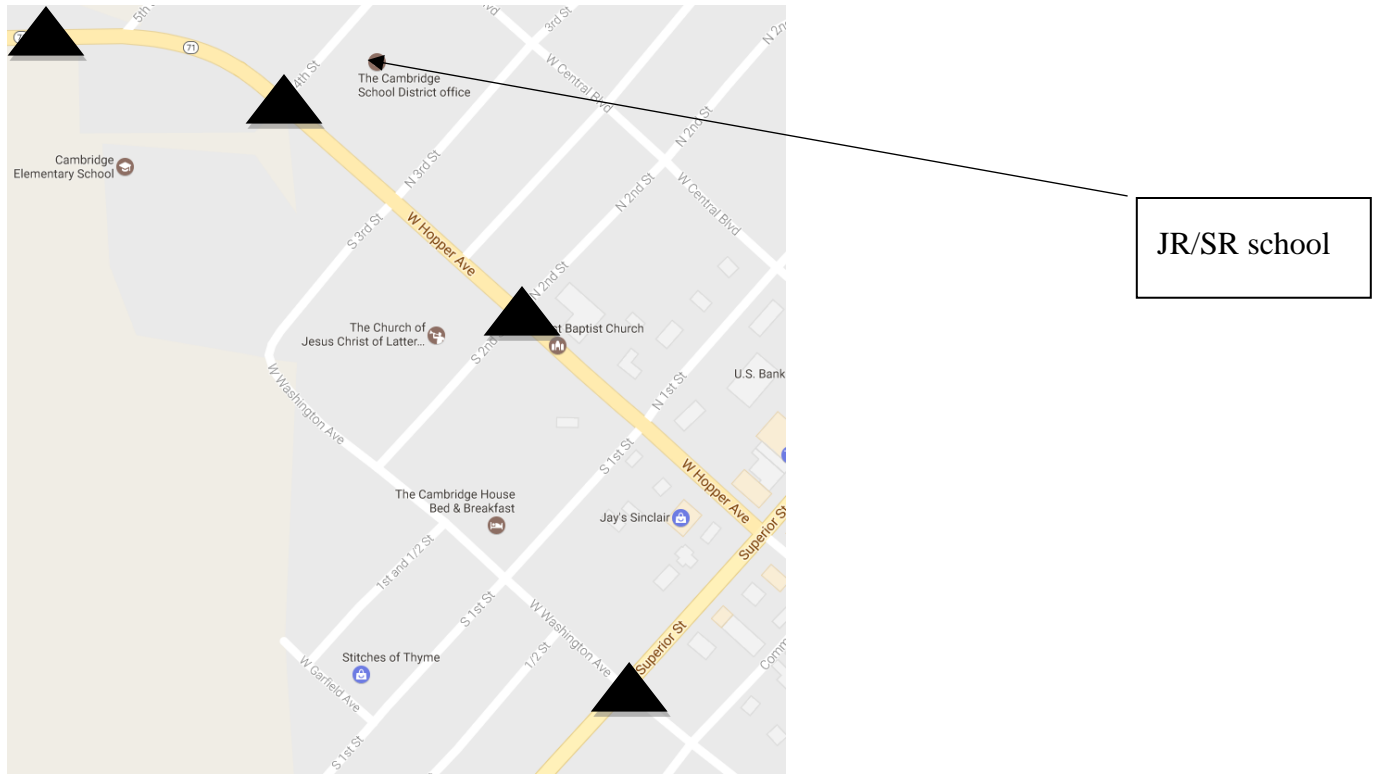 5th
71
4th St
3rd St
N 2nd
The Cambridge
School District office
W Central Blvd
N 2nd St
Cambridge
Elementary School
N 3rd St
N 2nd St
W Central Blvd
JR/SR school
S 3rd St
W Hopper Ave
N 2nd St
The Church of
Jesus Christ of Latter...
S 2nd
st Baptist Church
W Washington Ave
N 1st St
U.S. Bank
S 1st St
W Hopper Ave
The Cambridge House
Bed & Breakfast
Jay's Sinclair
Superior St
1st and 1/2 St
S 1st St
W Washington Ave
1/2 St
Superior St
Stitches of Thyme
W Garfield Ave
Comm
S 1st St